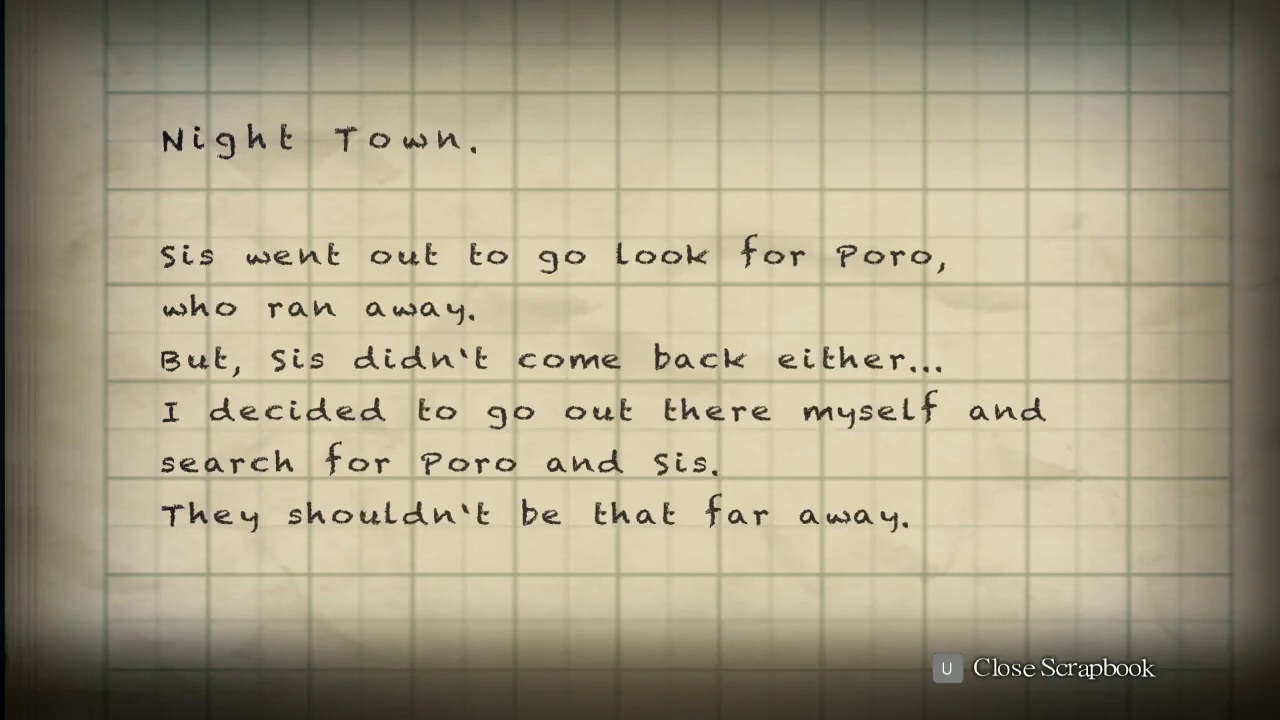 Night Town.
Sis went out to go look for Poro,
who ran away.
But, Sis didn't come back either...
I decided to go out there myself and
search for Poro and Sis.
They shouldn't be that far away.
U Close Scrapbook